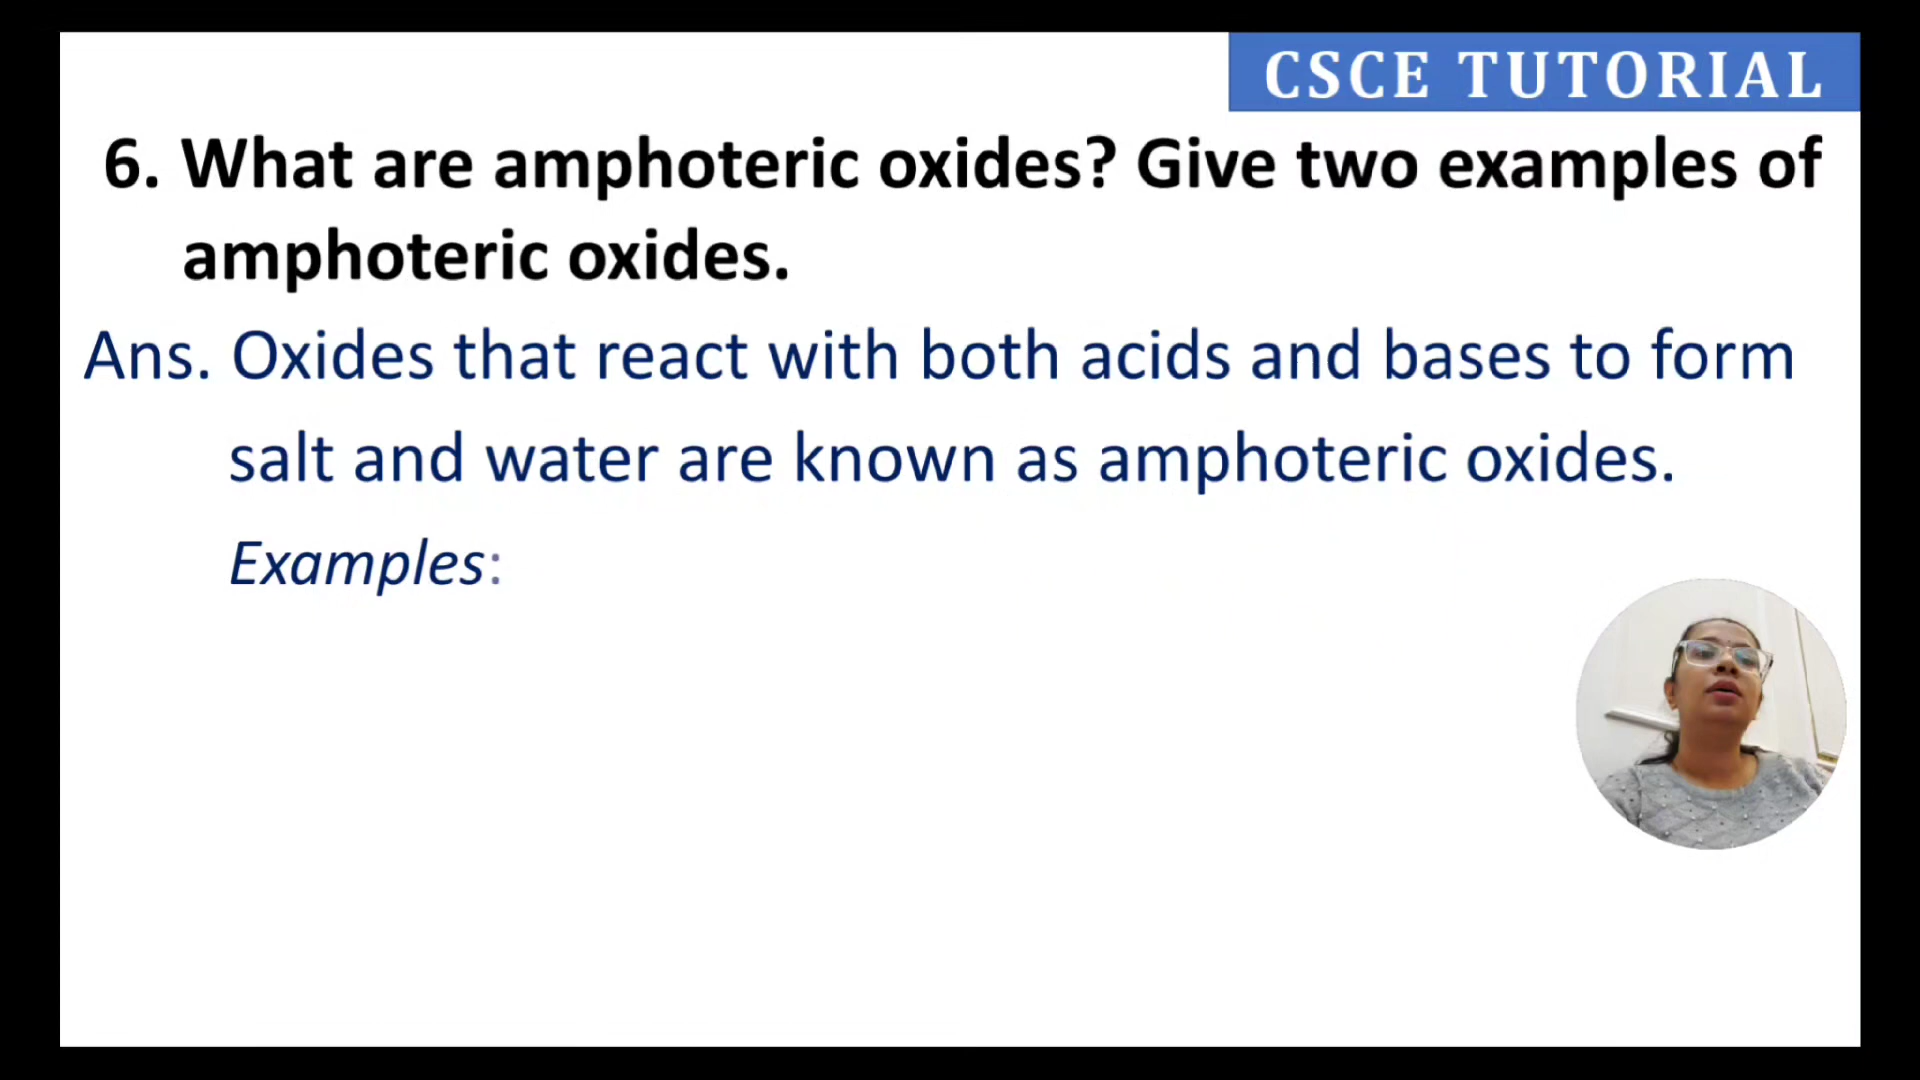 CSCE TUTORIAL
6. What are amphoteric oxides? Give two examples of
amphoteric oxides.
Ans. Oxides that react with both acids and bases to form
salt and water are known as amphoteric oxides.
Examples: